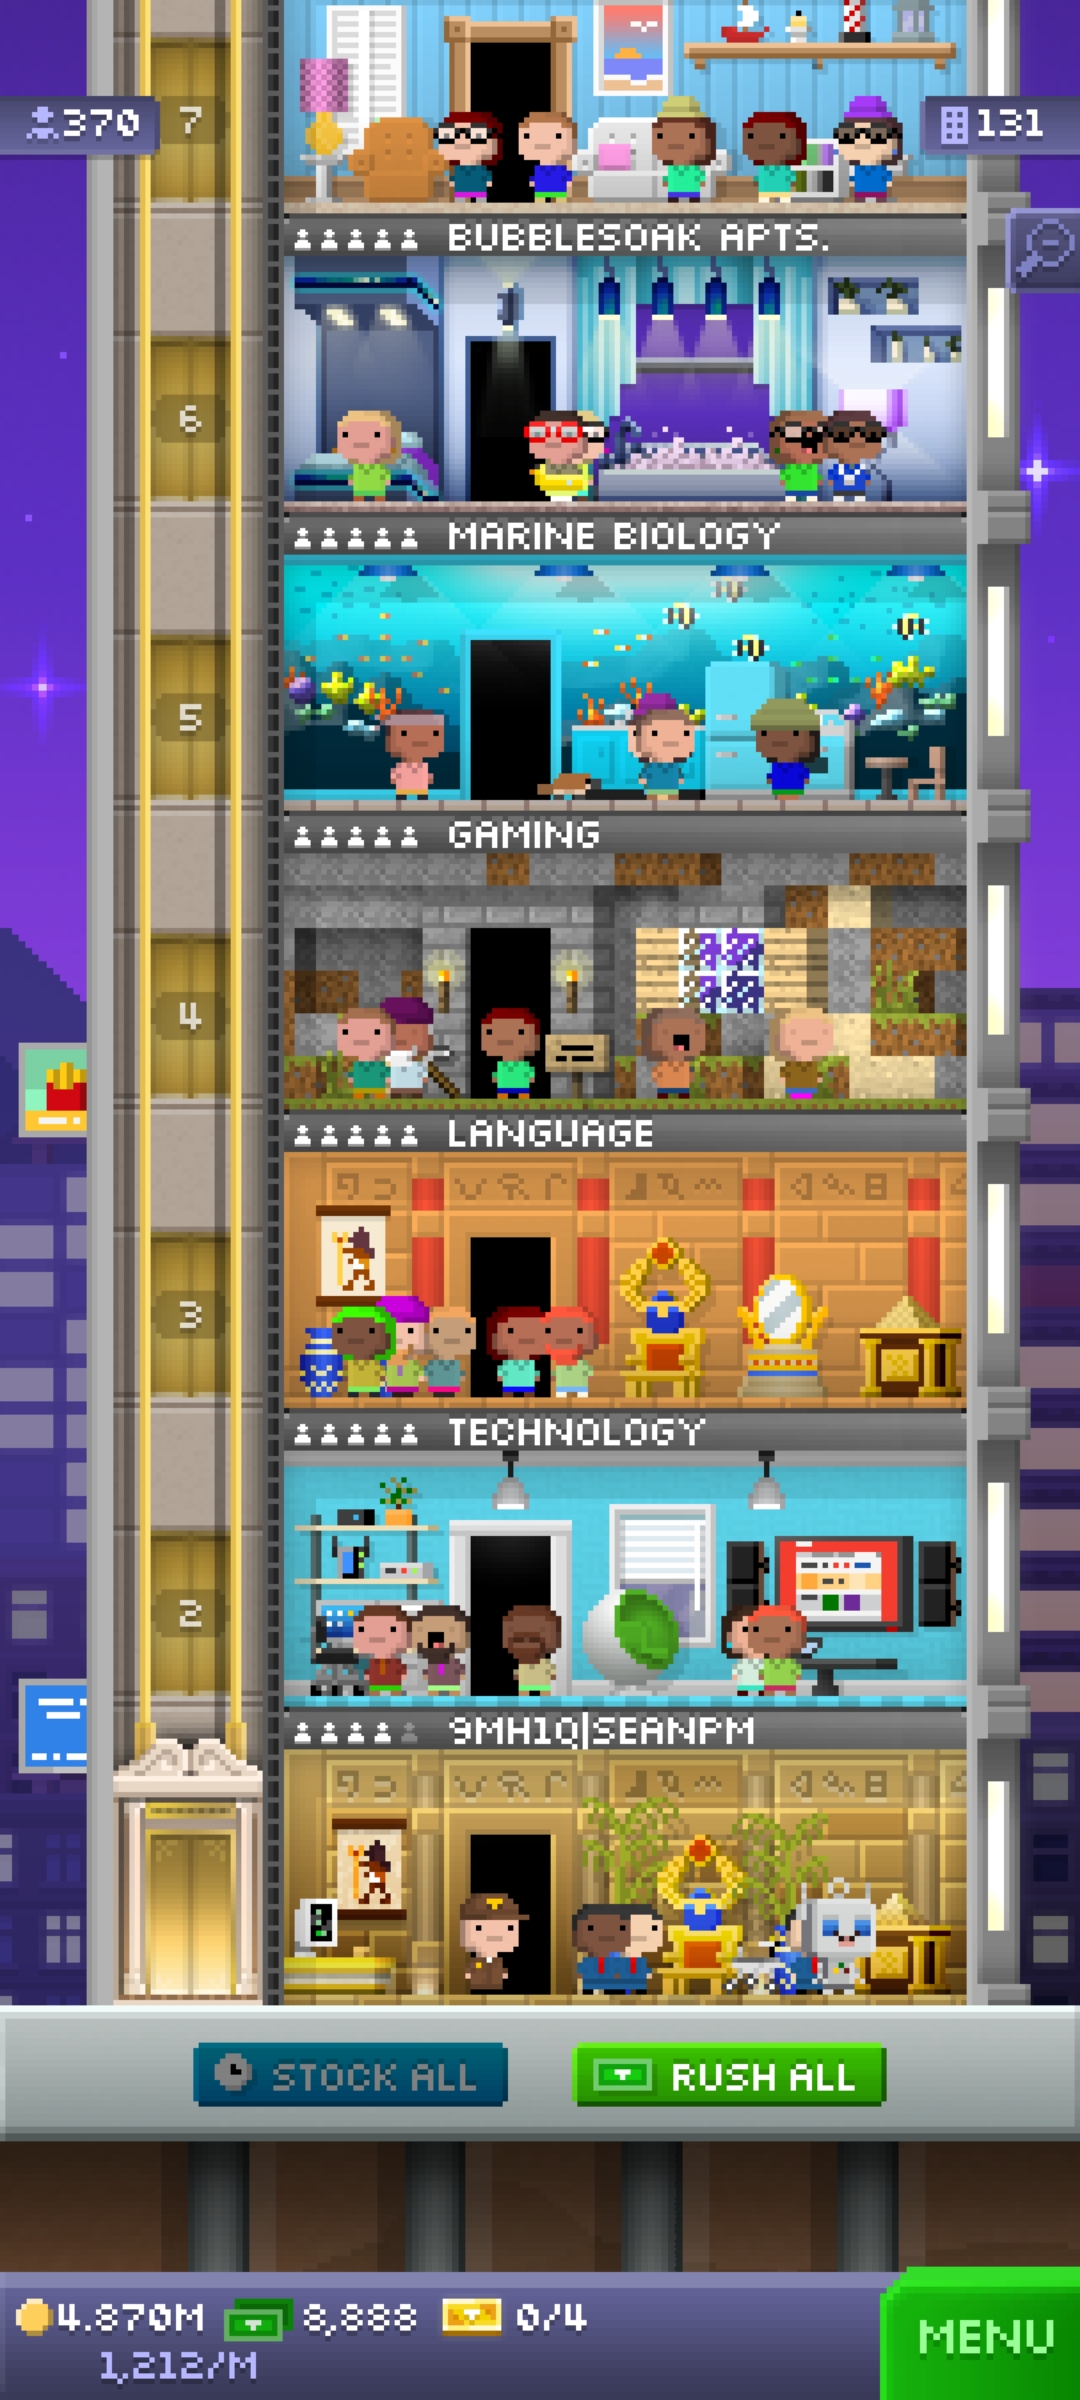 370
7
131
BUBBLESOAK APTS.
6
MARINE BIOLOGY
5
GAMING
4
LANGUAGE
3
TECHNOLOGY
2
9MH1Q|SEANPM
STOCK ALL
RUSH ALL
4.870M
8,888
0/4
1,212/M
MENU